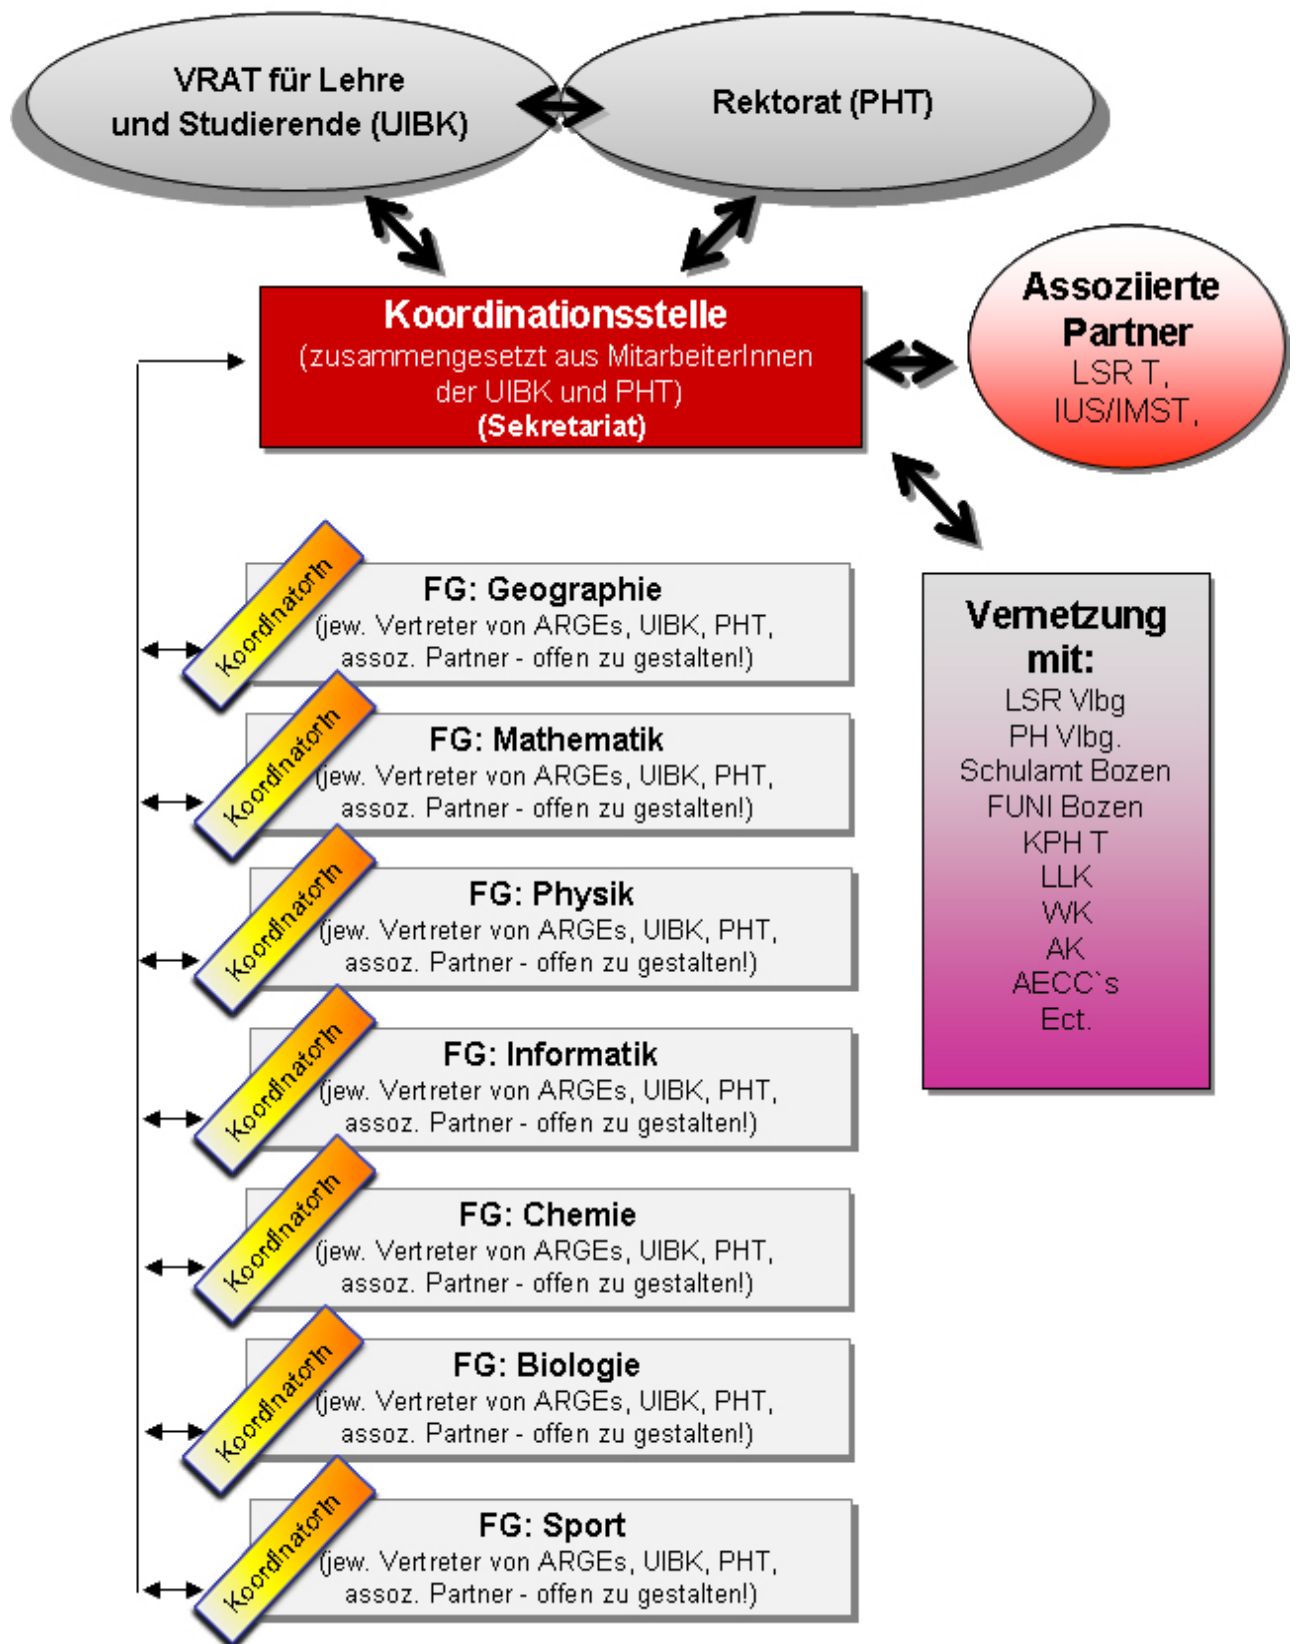 VRAT für Lehre
und Studierende (UIBK)
Rektorat (PHT)
Koordinationsstelle
(zusammengesetzt aus MitarbeiterInnen
der UIBK und PHT)
(Sekretariat)
Assoziierte
Partner
LSR T,
IUS/IMST,
KoordinatorIn
FG: Geographie
(jew. Vertreter von ARGEs, UIBK, PHT,
assoz. Partner - offen zu gestalten!)
KoordinatorIn
FG: Mathematik
(jew. Vertreter von ARGEs, UIBK, PHT,
assoz. Partner - offen zu gestalten!)
KoordinatorIn
FG: Physik
(jew. Vertreter von ARGEs, UIBK, PHT,
assoz. Partner - offen zu gestalten!)
KoordinatorIn
FG: Informatik
(jew. Vertreter von ARGEs, UIBK, PHT,
assoz. Partner - offen zu gestalten!)
KoordinatorIn
FG: Chemie
(jew. Vertreter von ARGEs, UIBK, PHT,
assoz. Partner - offen zu gestalten!)
KoordinatorIn
FG: Biologie
(jew. Vertreter von ARGEs, UIBK, PHT,
assoz. Partner - offen zu gestalten!)
KoordinatorIn
FG: Sport
(jew. Vertreter von ARGEs, UIBK, PHT,
assoz. Partner - offen zu gestalten!)
Vernetzung
mit:
LSR Vlbg
PH Vlbg.
Schulamt Bozen
FUNI Bozen
KPH T
LLK
WK
AK
AECC`s
Ect.